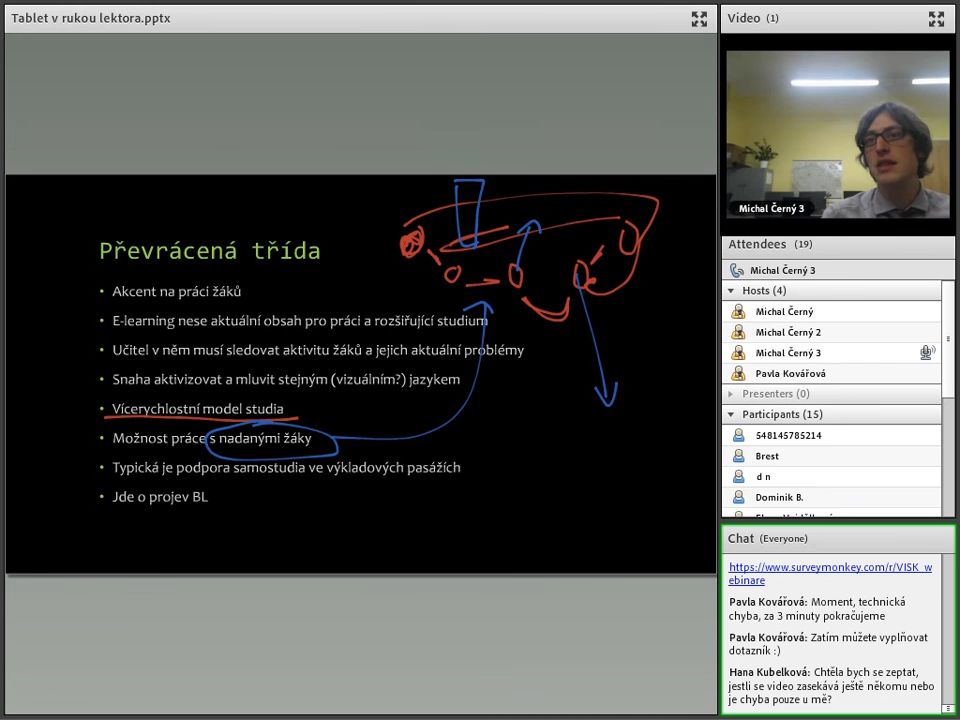 Tablet v rukou lektora.pptx
Převrácená třída
• Akcent na práci žáků
• E-learning nese aktuální obsah pro práci a rozšiřující studium
• Učitel v něm musí sledovat aktivitu žáků a jejich aktuální problémy
• Snaha aktivizovat a mluvit stejným (vizuálním?) jazykem
• Vícerychlostní model studia
• Možnost práce s nadanými žáky
• Typická je podpora samostudia ve výkladových pasážích
• Jde o projev BL
Video (1)
Michal Černý 3
Attendees (19)
Michal Černý 3
Hosts (4)
Michal Černý
Michal Černý 2
Michal Černý 3
Pavla Kovářová
Presenters (0)
Participants (15)
548145785214
Brest
d n
Dominik B.
Chat (Everyone)
https://www.surveymonkey.com/r/VISK_w
ebinare
Pavla Kovářová: Moment, technická
chyba, za 3 minuty pokračujeme
Pavla Kovářová: Zatím můžete vyplňovat
dotazník :)
Hana Kubelková: Chtěla bych se zeptat,
jestli se video zasekává ještě někomu nebo
je chyba pouze u mě?